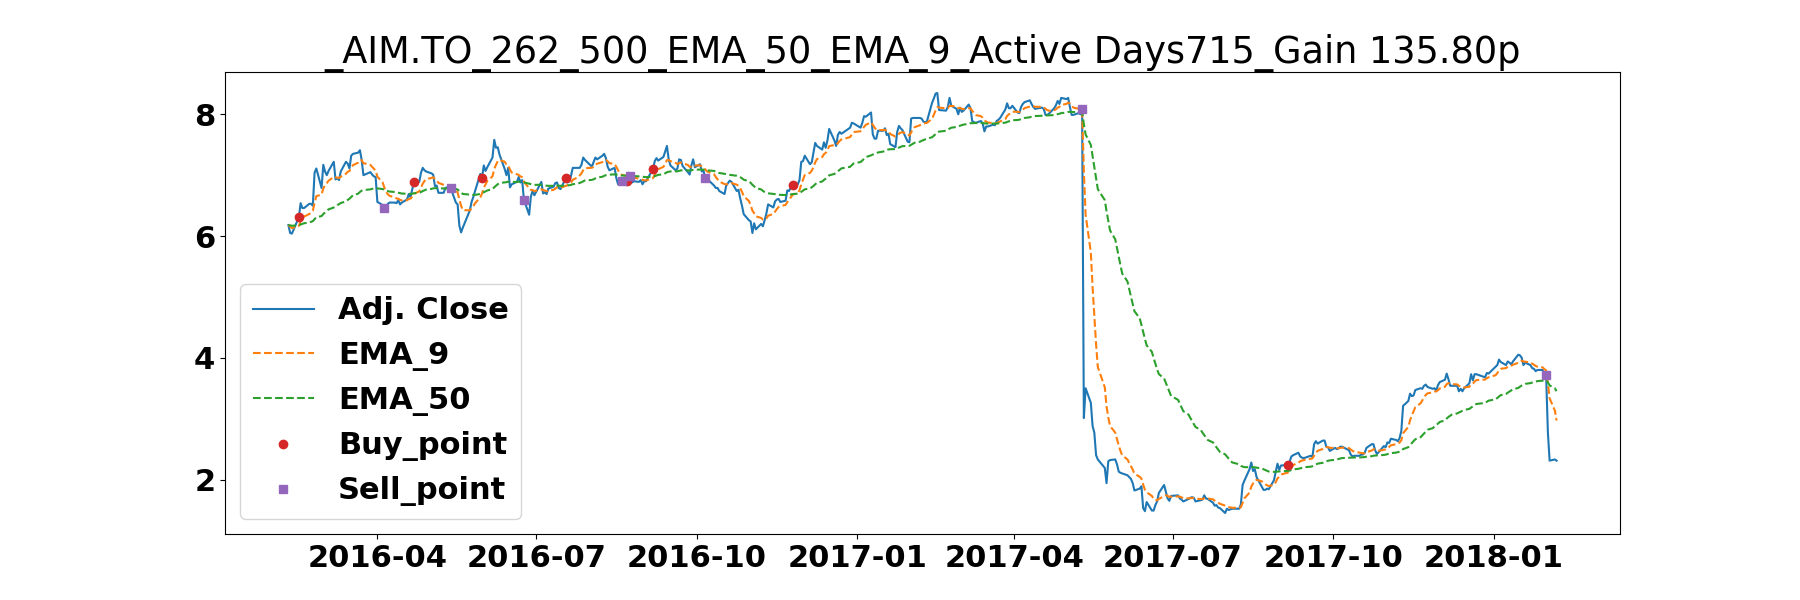 _AIM.TO_262_500_EMA_50_EMA_9_Active Days715_Gain 135.80p
8
6
4
2
Adj. Close
EMA_9
EMA_50
Buy_point
Sell_point
2016-04 2016-07 2016-10 2017-01 2017-04 2017-07 2017-10 2018-01